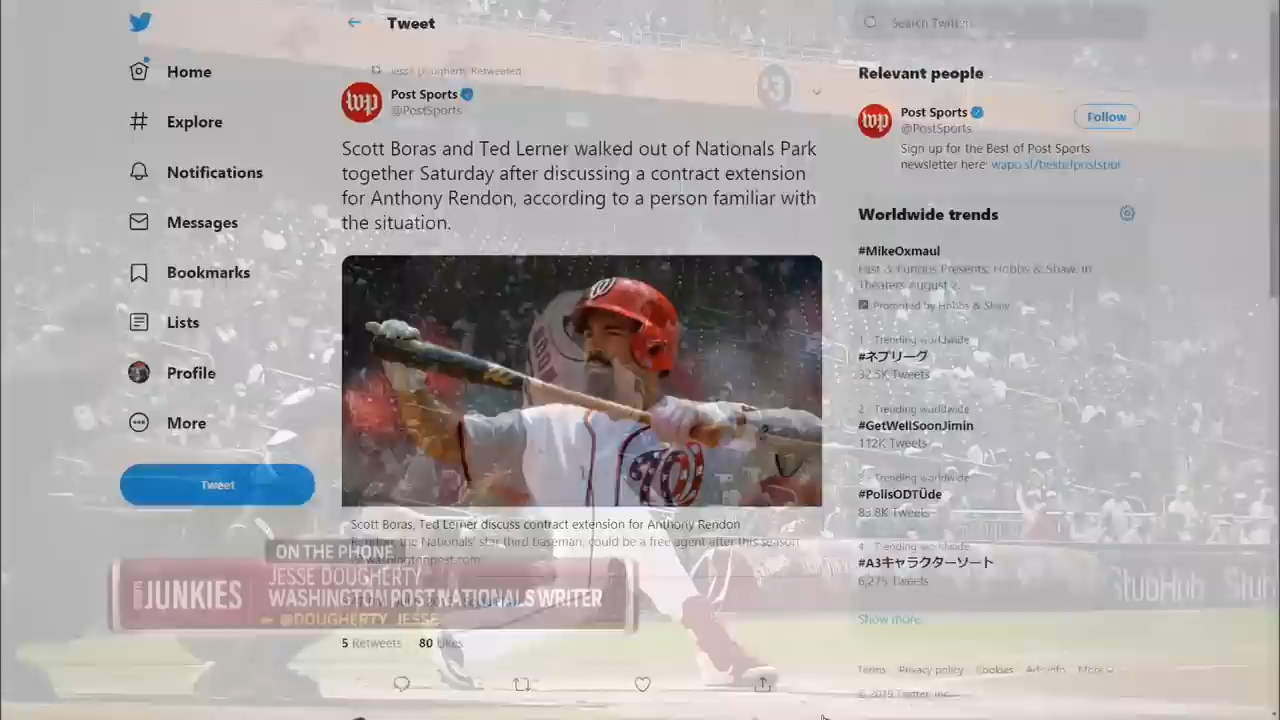 Tweet
Search Twitter
Home
Explore
Notifications
Messages
Bookmarks
Lists
Profile
More
Tweet
Jesse Dougherty Retweeted
Post Sports
@PostSports
Scott Boras and Ted Lerner walked out of Nationals Park
together Saturday after discussing a contract extension
for Anthony Rendon, according to a person familiar with
the situation.
Scott Boras, Ted Lerner discuss contract extension for Anthony Rendon
Rendon, the Nationals' star third baseman, could be a free agent after this season.
washingtonpost.com
5 Retweets 80 Likes
ON THE PHONE
JUNKIES
JESSE DOUGHERTY
WASHINGTON POST NATIONALS WRITER
@DOUGHERTY_JESSE
Relevant people
Post Sports
@PostSports
Follow
Sign up for the Best of Post Sports
newsletter here:
Worldwide trends
#MikeOxmaul
Fast & Furious Presents: Hobbs & Shaw. In
Theaters August 2.
Promoted by Hobbs & Shaw
1 · Trending worldwide
#ネプリーグ
32.5K Tweets
2 · Trending worldwide
#GetWellSoonJimin
112K Tweets
3 · Trending worldwide
#PolisODTÜde
83.8K Tweets
4 · Trending worldwide
#A3キャラクターソート
6,275 Tweets
Show more
Terms Privacy policy Cookies Ads info More
© 2019 Twitter, Inc.
StubHub